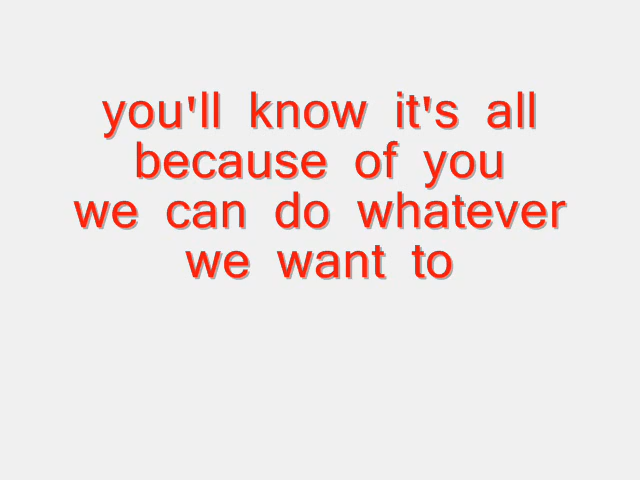 you'll know it's all
because of you
we can do whatever
we want to